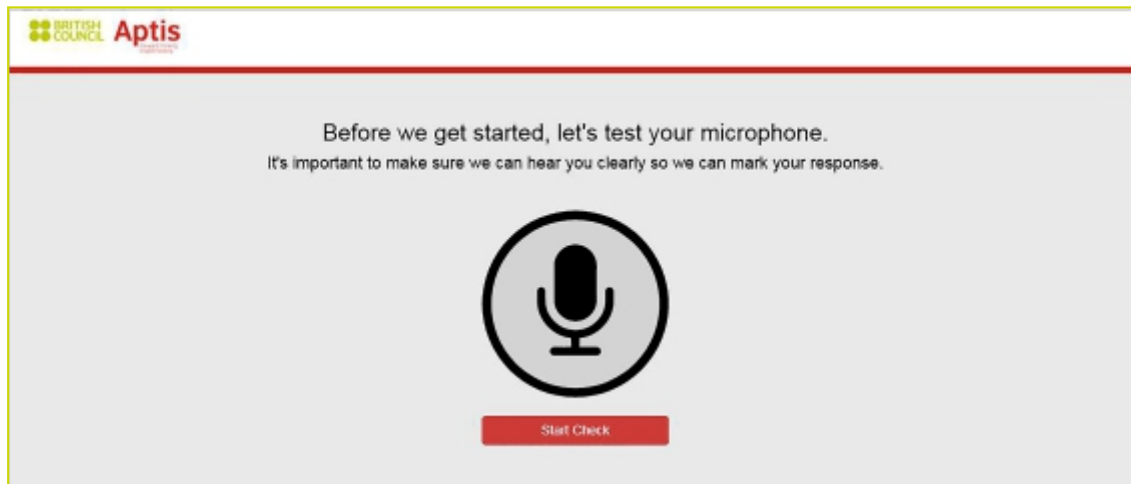 BRITISH
COUNCIL
Aptis
Before we get started, let's test your microphone.
It's important to make sure we can hear you clearly so we can mark your response.
Start Check